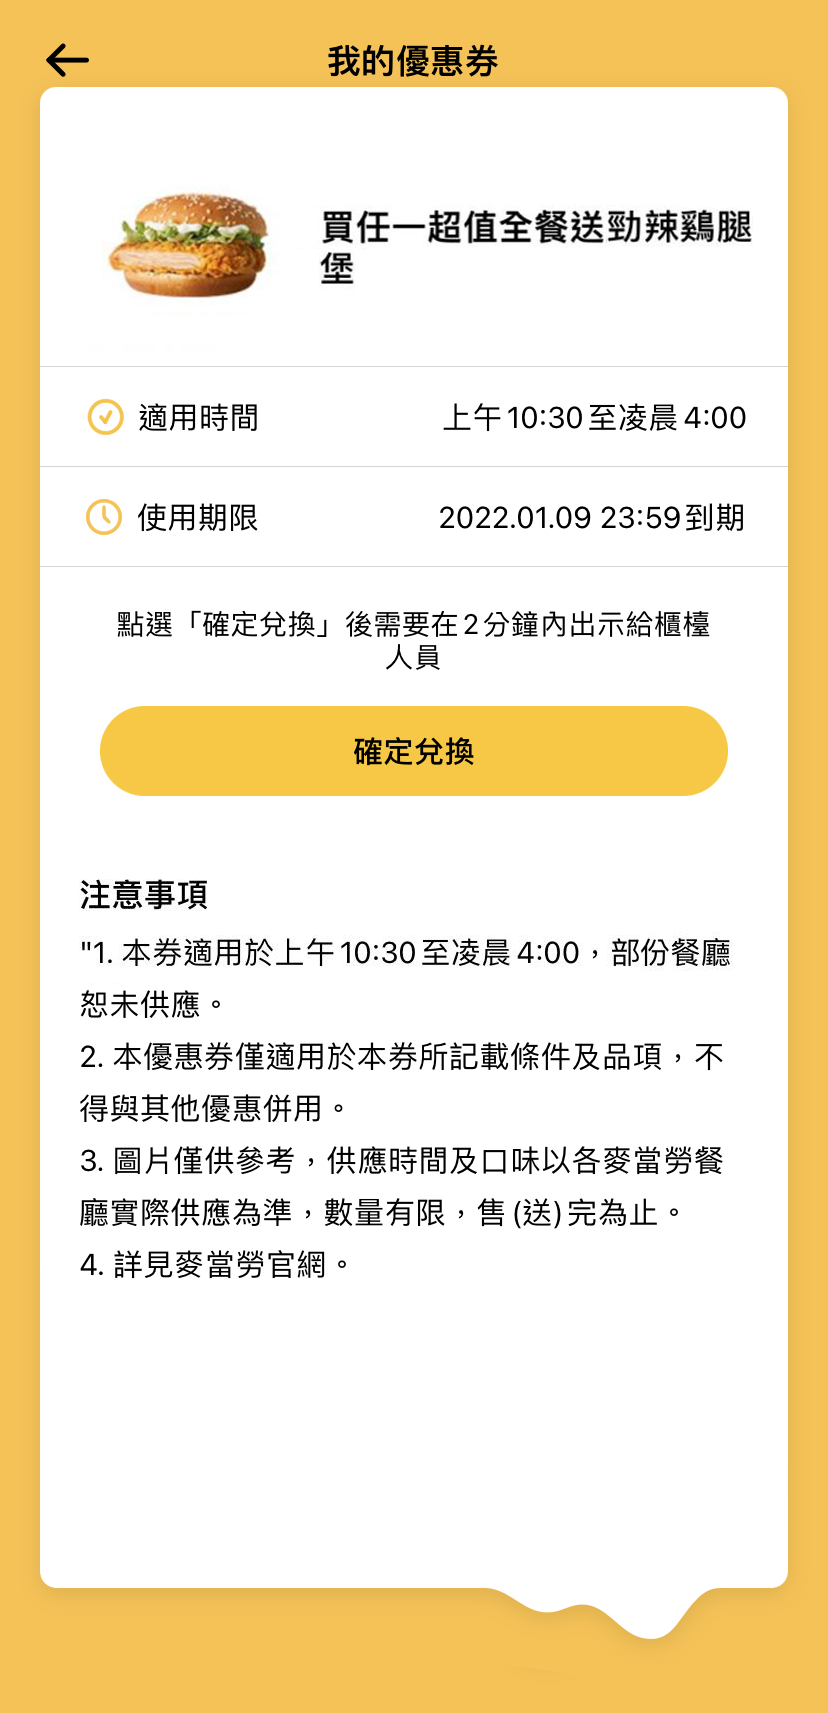 我的優惠券
買任一超值全餐送勁辣鷄腿
堡
適用時間
上午10:30至凌晨4:00
使用期限
2022.01.09 23:59到期
點選「確定兌換」後需要在2分鐘內出示給櫃檯
人員
確定兌換
注意事項
"1. 本券適用於上午10:30至凌晨4:00，部份餐廳
恕未供應。
2. 本優惠券僅適用於本券所記載條件及品項，不
得與其他優惠併用。
3. 圖片僅供參考，供應時間及口味以各麥當勞餐
廳實際供應為準，數量有限，售(送)完為止。
4. 詳見麥當勞官網。